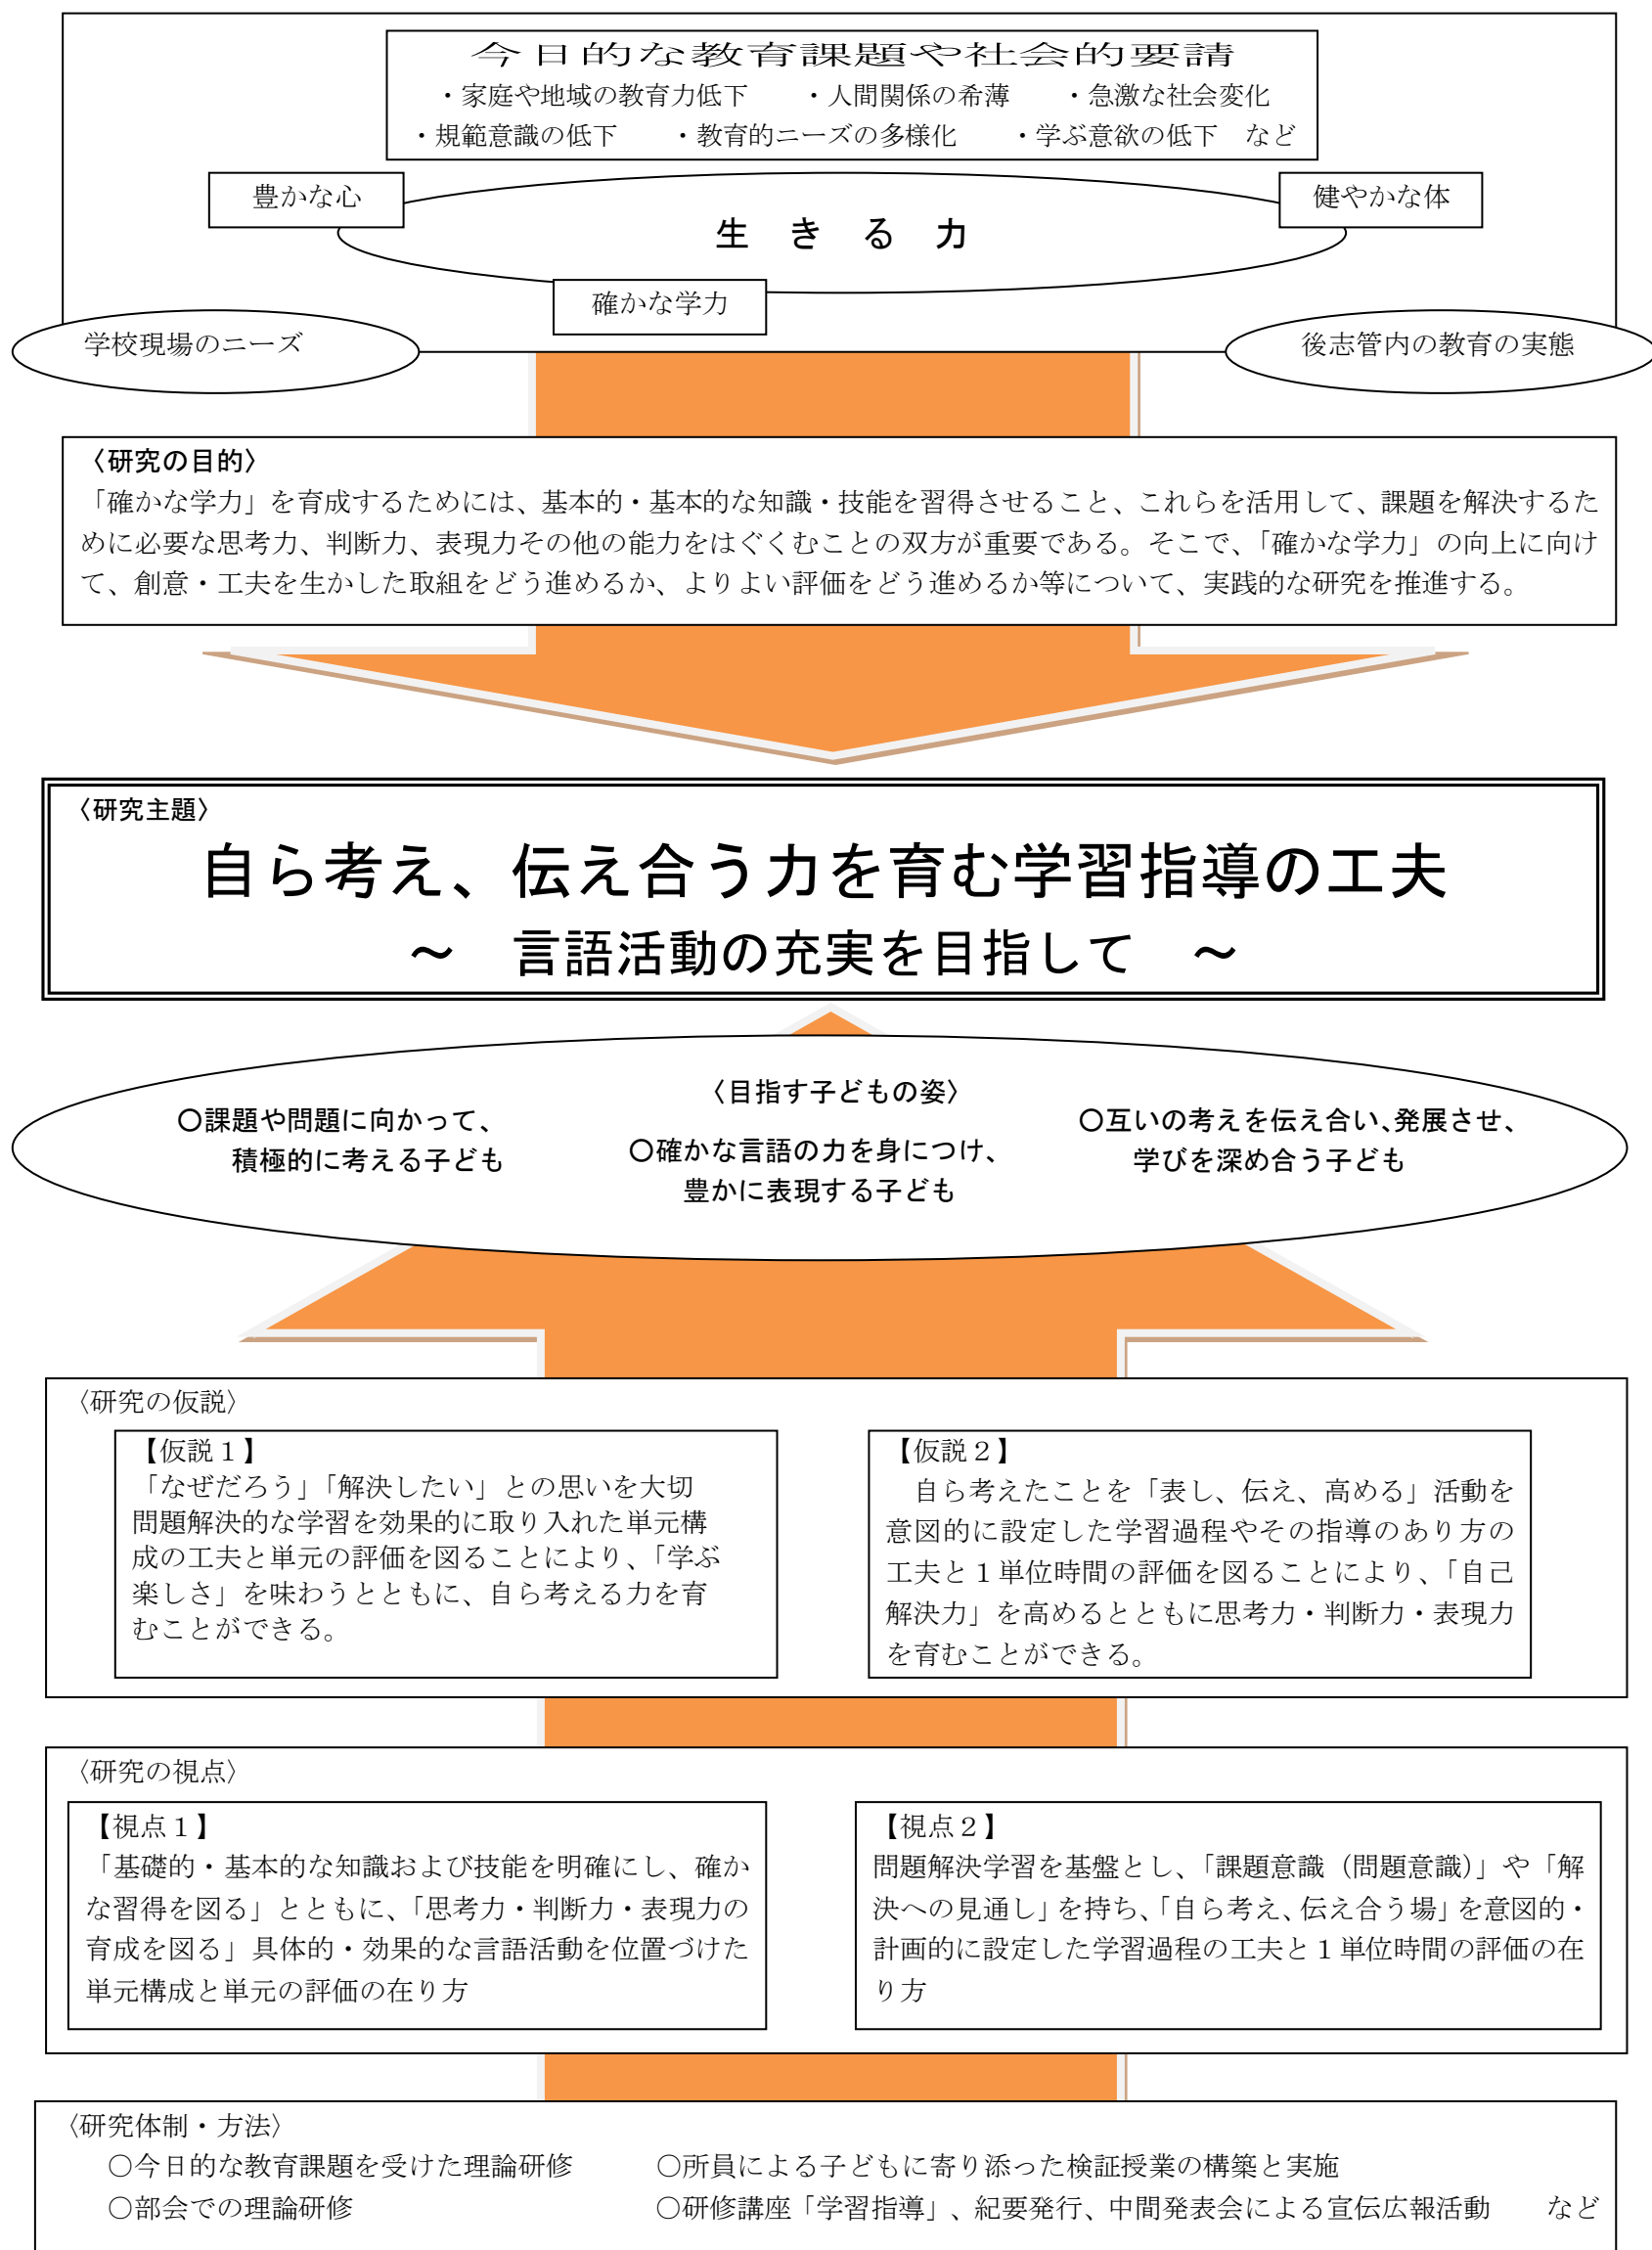 今日的な教育課題や社会的要請
・家庭や地域の教育力低下　・人間関係の希薄　・急激な社会変化
・規範意識の低下　・教育的ニーズの多様化　・学ぶ意欲の低下　など
豊かな心
健やかな体
生　き　る　力
確かな学力
学校現場のニーズ
後志管内の教育の実態
〈研究の目的〉
「確かな学力」を育成するためには、基本的・基本的な知識・技能を習得させること、これらを活用して、課題を解決するた
めに必要な思考力、判断力、表現力その他の能力をはぐくむことの双方が重要である。そこで、「確かな学力」の向上に向け
て、創意・工夫を生かした取組をどう進めるか、よりよい評価をどう進めるか等について、実践的な研究を推進する。
〈研究主題〉
自ら考え、伝え合う力を育む学習指導の工夫
～　言語活動の充実を目指して　～
〈目指す子どもの姿〉
○課題や問題に向かって、
積極的に考える子ども
○確かな言語の力を身につけ、
豊かに表現する子ども
○互いの考えを伝え合い、発展させ、
学びを深め合う子ども
〈研究の仮説〉
【仮説１】
「なぜだろう」「解決したい」との思いを大切
問題解決的な学習を効果的に取り入れた単元構
成の工夫と単元の評価を図ることにより、「学ぶ
楽しさ」を味わうとともに、自ら考える力を育
むことができる。
【仮説２】
　自ら考えたことを「表し、伝え、高める」活動を
意図的に設定した学習過程やその指導のあり方の
工夫と１単位時間の評価を図ることにより、「自己
解決力」を高めるとともに思考力・判断力・表現力
を育むことができる。
〈研究の視点〉
【視点１】
「基礎的・基本的な知識および技能を明確にし、確か
な習得を図る」とともに、「思考力・判断力・表現力の
育成を図る」具体的・効果的な言語活動を位置づけた
単元構成と単元の評価の在り方
【視点２】
問題解決学習を基盤とし、「課題意識（問題意識）」や「解
決への見通し」を持ち、「自ら考え、伝え合う場」を意図的・
計画的に設定した学習過程の工夫と１単位時間の評価の在
り方
〈研究体制・方法〉
○今日的な教育課題を受けた理論研修　○所員による子どもに寄り添った検証授業の構築と実施
○部会での理論研修　○研修講座「学習指導」、紀要発行、中間発表会による宣伝広報活動　など